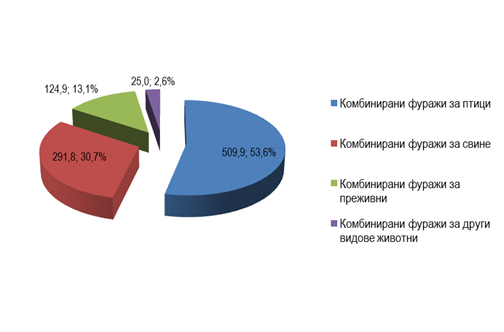 25,0; 2,6%
124,9; 13,1%
291,8; 30,7%
509,9; 53,6%
Комбинирани фуражи за птици
Комбинирани фуражи за свине
Комбинирани фуражи за
преживни
Комбинирани фуражи за други
видове животни